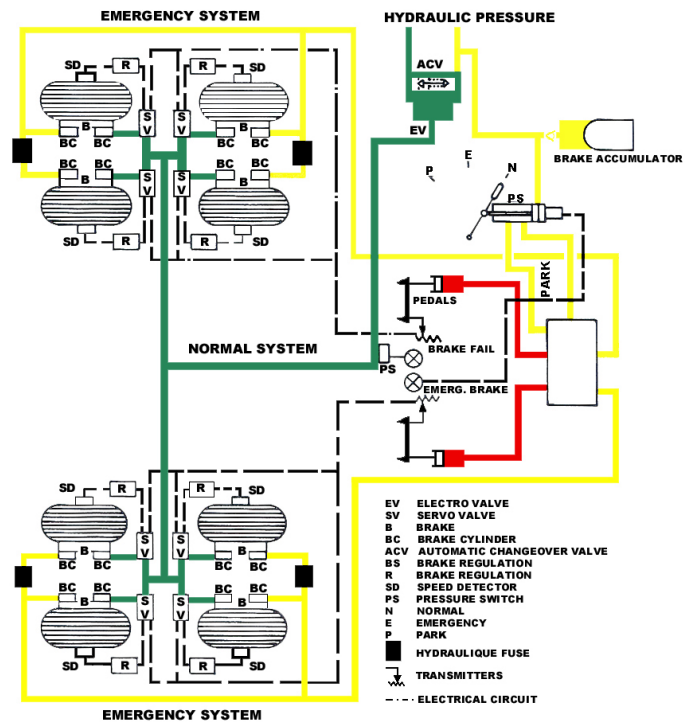 EMERGENCY SYSTEM
HYDRAULIC PRESSURE
SD R R SD
ACV
S V S V
B B
BC BC BC BC
EV
BRAKE ACCUMULATOR
BC BC BC BC
E
P N
S V S V
PS
SD R R SD
PARK
PEDALS
NORMAL SYSTEM
BRAKE FAIL
PS
EMERG. BRAKE
SD R R SD
S V S V
B B
BC BC BC BC
BC BC BC BC
B B
S V S V
SD R R SD
EV ELECTRO VALVE
SV SERVO VALVE
B BRAKE
BC BRAKE CYLINDER
ACV AUTOMATIC CHANGEOVER VALVE
BS BRAKE REGULATION
R BRAKE REGULATION
SD SPEED DETECTOR
PS PRESSURE SWITCH
N NORMAL
E EMERGENCY
P PARK
HYDRAULIQUE FUSE
TRANSMITTERS
ELECTRICAL CIRCUIT
EMERGENCY SYSTEM